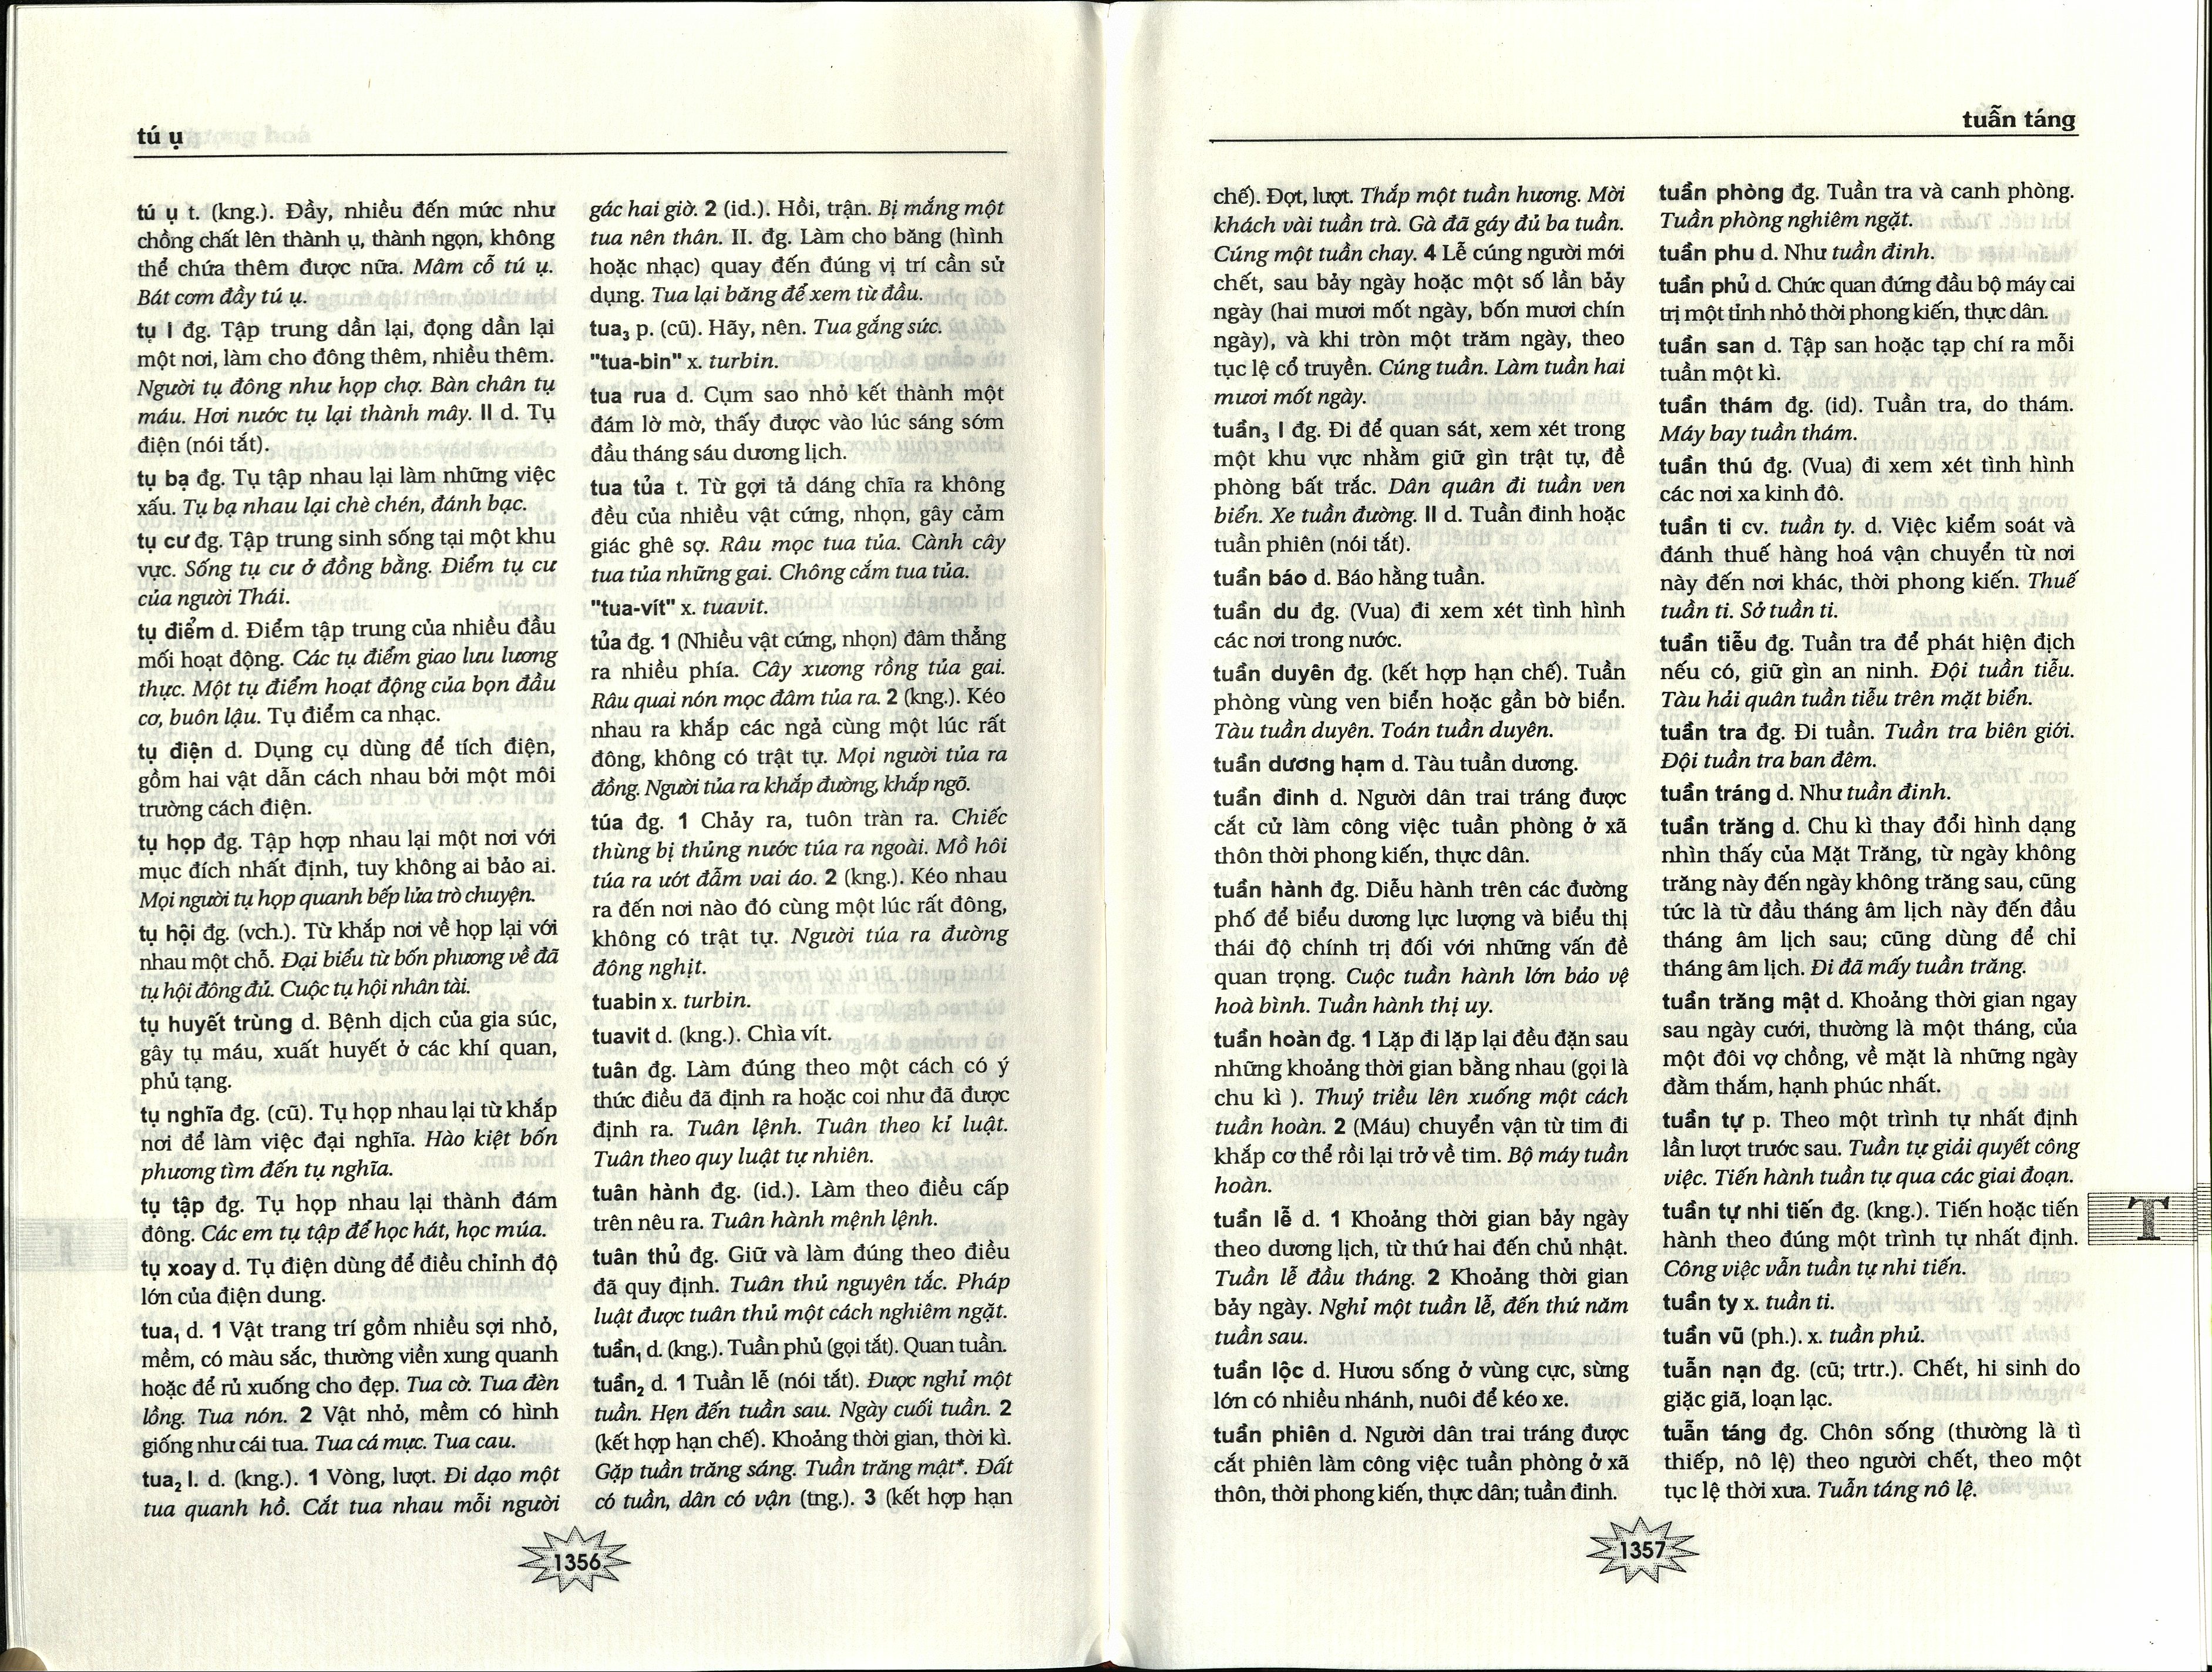 tú ụ
tú ụ t. (kng.). Đầy, nhiều đến mức như
chồng chất lên thành ụ, thành ngọn, không
thể chứa thêm được nữa. Mâm cỗ tú ụ.
Bát cơm đầy tú ụ.
tụ I đg. Tập trung dần lại, đọng dần lại
một nơi, làm cho đông thêm, nhiều thêm.
Người tụ đông như họp chợ. Bàn chân tụ
máu. Hơi nước tụ lại thành mây. II d. Tụ
điện (nói tắt).
tụ bạ đg. Tụ tập nhau lại làm những việc
xấu. Tụ bạ nhau lại chè chén, đánh bạc.
tụ cư đg. Tập trung sinh sống tại một khu
vực. Sống tụ cư ở đồng bằng. Điểm tụ cư
của người Thái.
tụ điểm d. Điểm tập trung của nhiều đầu
mối hoạt động. Các tụ điểm giao lưu lương
thực. Một tụ điểm hoạt động của bọn đầu
cơ, buôn lậu. Tụ điểm ca nhạc.
tụ điện d. Dụng cụ dùng để tích điện,
gồm hai vật dẫn cách nhau bởi một môi
trường cách điện.
tụ họp đg. Tập hợp nhau lại một nơi với
mục đích nhất định, tuy không ai bảo ai.
Mọi người tụ họp quanh bếp lửa trò chuyện.
tụ hội đg. (vch.). Từ khắp nơi về họp lại với
nhau một chỗ. Đại biểu từ bốn phương về đã
tụ hội đông đủ. Cuộc tụ hội nhân tài.
tụ huyết trùng d. Bệnh dịch của gia súc,
gây tụ máu, xuất huyết ở các khí quan,
phủ tạng.
tụ nghĩa đg. (cũ). Tụ họp nhau lại từ khắp
nơi để làm việc đại nghĩa. Hào kiệt bốn
phương tìm đến tụ nghĩa.
tụ tập đg. Tụ họp nhau lại thành đám
đông. Các em tụ tập để học hát, học múa.
tụ xoay d. Tụ điện dùng để điều chỉnh độ
lớn của điện dung.
tua₁ d. 1 Vật trang trí gồm nhiều sợi nhỏ,
mềm, có màu sắc, thường viền xung quanh
hoặc để rủ xuống cho đẹp. Tua cờ. Tua đèn
lồng. Tua nón. 2 Vật nhỏ, mềm có hình
giống như cái tua. Tua cá mực. Tua cau.
tua₂ I. d. (kng.). 1 Vòng, lượt. Đi dạo một
tua quanh hồ. Cắt tua nhau mỗi người
gác hai giờ. 2 (id.). Hồi, trận. Bị mắng một
tua nên thân. II. đg. Làm cho băng (hình
hoặc nhạc) quay đến đúng vị trí cần sử
dụng. Tua lại băng để xem từ đầu.
tua₃ p. (cũ). Hãy, nên. Tua gắng sức.
"tua-bin" x. turbin.
tua rua d. Cụm sao nhỏ kết thành một
đám lờ mờ, thấy được vào lúc sáng sớm
đầu tháng sáu dương lịch.
tua tủa t. Từ gợi tả dáng chĩa ra không
đều của nhiều vật cứng, nhọn, gây cảm
giác ghê sợ. Râu mọc tua tủa. Cành cây
tua tủa những gai. Chông cắm tua tủa.
"tua-vít" x. tuavit.
tủa đg. 1 (Nhiều vật cứng, nhọn) đâm thẳng
ra nhiều phía. Cây xương rồng tủa gai.
Râu quai nón mọc đâm tủa ra. 2 (kng.). Kéo
nhau ra khắp các ngả cùng một lúc rất
đông, không có trật tự. Mọi người tủa ra
đồng. Người tủa ra khắp đường, khắp ngõ.
túa đg. 1 Chảy ra, tuôn tràn ra. Chiếc
thùng bị thủng nước túa ra ngoài. Mồ hôi
túa ra ướt đẫm vai áo. 2 (kng.). Kéo nhau
ra đến nơi nào đó cùng một lúc rất đông,
không có trật tự. Người túa ra đường
đông nghịt.
tuabin x. turbin.
tuavit d. (kng.). Chìa vít.
tuân đg. Làm đúng theo một cách có ý
thức điều đã định ra hoặc coi như đã được
định ra. Tuân lệnh. Tuân theo kỉ luật.
Tuân theo quy luật tự nhiên.
tuân hành đg. (id.). Làm theo điều cấp
trên nêu ra. Tuân hành mệnh lệnh.
tuân thủ đg. Giữ và làm đúng theo điều
đã quy định. Tuân thủ nguyên tắc. Pháp
luật được tuân thủ một cách nghiêm ngặt.
tuần₁ d. (kng.). Tuần phủ (gọi tắt). Quan tuần.
tuần₂ d. 1 Tuần lễ (nói tắt). Được nghỉ một
tuần. Hẹn đến tuần sau. Ngày cuối tuần. 2
(kết hợp hạn chế). Khoảng thời gian, thời kì.
Gặp tuần trăng sáng. Tuần trăng mật*. Đất
có tuần, dân có vận (tng.). 3 (kết hợp hạn
1356
tuẫn táng
chế). Đợt, lượt. Thắp một tuần hương. Mời
khách vài tuần trà. Gà đã gáy đủ ba tuần.
Cúng một tuần chay. 4 Lễ cúng người mới
chết, sau bảy ngày hoặc một số lần bảy
ngày (hai mươi mốt ngày, bốn mươi chín
ngày), và khi tròn một trăm ngày, theo
tục lệ cổ truyền. Cúng tuần. Làm tuần hai
mươi mốt ngày.
tuần₃ I đg. Đi để quan sát, xem xét trong
một khu vực nhằm giữ gìn trật tự, đề
phòng bất trắc. Dân quân đi tuần ven
biển. Xe tuần đường. II d. Tuần đinh hoặc
tuần phiên (nói tắt).
tuần báo d. Báo hằng tuần.
tuần du đg. (Vua) đi xem xét tình hình
các nơi trong nước.
tuần duyên đg. (kết hợp hạn chế). Tuần
phòng vùng ven biển hoặc gần bờ biển.
Tàu tuần duyên. Toán tuần duyên.
tuần dương hạm d. Tàu tuần dương.
tuần đinh d. Người dân trai tráng được
cắt cử làm công việc tuần phòng ở xã
thôn thời phong kiến, thực dân.
tuần hành đg. Diễu hành trên các đường
phố để biểu dương lực lượng và biểu thị
thái độ chính trị đối với những vấn đề
quan trọng. Cuộc tuần hành lớn bảo vệ
hoà bình. Tuần hành thị uy.
tuần hoàn đg. 1 Lặp đi lặp lại đều đặn sau
những khoảng thời gian bằng nhau (gọi là
chu kì ). Thuỷ triều lên xuống một cách
tuần hoàn. 2 (Máu) chuyển vận từ tim đi
khắp cơ thể rồi lại trở về tim. Bộ máy tuần
hoàn.
tuần lễ d. 1 Khoảng thời gian bảy ngày
theo dương lịch, từ thứ hai đến chủ nhật.
Tuần lễ đầu tháng. 2 Khoảng thời gian
bảy ngày. Nghỉ một tuần lễ, đến thứ năm
tuần sau.
tuần lộc d. Hươu sống ở vùng cực, sừng
lớn có nhiều nhánh, nuôi để kéo xe.
tuần phiên d. Người dân trai tráng được
cắt phiên làm công việc tuần phòng ở xã
thôn, thời phong kiến, thực dân; tuần đinh.
tuần phòng đg. Tuần tra và canh phòng.
Tuần phòng nghiêm ngặt.
tuần phu d. Như tuần đinh.
tuần phủ d. Chức quan đứng đầu bộ máy cai
trị một tỉnh nhỏ thời phong kiến, thực dân.
tuần san d. Tập san hoặc tạp chí ra mỗi
tuần một kì.
tuần thám đg. (id). Tuần tra, do thám.
Máy bay tuần thám.
tuần thú đg. (Vua) đi xem xét tình hình
các nơi xa kinh đô.
tuần ti cv. tuần ty. d. Việc kiểm soát và
đánh thuế hàng hoá vận chuyển từ nơi
này đến nơi khác, thời phong kiến. Thuế
tuần ti. Sở tuần ti.
tuần tiễu đg. Tuần tra để phát hiện địch
nếu có, giữ gìn an ninh. Đội tuần tiễu.
Tàu hải quân tuần tiễu trên mặt biển.
tuần tra đg. Đi tuần. Tuần tra biên giới.
Đội tuần tra ban đêm.
tuần tráng d. Như tuần đinh.
tuần trăng d. Chu kì thay đổi hình dạng
nhìn thấy của Mặt Trăng, từ ngày không
trăng này đến ngày không trăng sau, cũng
tức là từ đầu tháng âm lịch này đến đầu
tháng âm lịch sau; cũng dùng để chỉ
tháng âm lịch. Đi đã mấy tuần trăng.
tuần trăng mật d. Khoảng thời gian ngay
sau ngày cưới, thường là một tháng, của
một đôi vợ chồng, về mặt là những ngày
đằm thắm, hạnh phúc nhất.
tuần tự p. Theo một trình tự nhất định
lần lượt trước sau. Tuần tự giải quyết công
việc. Tiến hành tuần tự qua các giai đoạn.
tuần tự nhi tiến đg. (kng.). Tiến hoặc tiến
hành theo đúng một trình tự nhất định.
Công việc vẫn tuần tự nhi tiến.
tuần ty x. tuần ti.
tuần vũ (ph.). x. tuần phủ.
tuẫn nạn đg. (cũ; trtr.). Chết, hi sinh do
giặc giã, loạn lạc.
tuẫn táng đg. Chôn sống (thường là tì
thiếp, nô lệ) theo người chết, theo một
tục lệ thời xưa. Tuẫn táng nô lệ.
T
1357